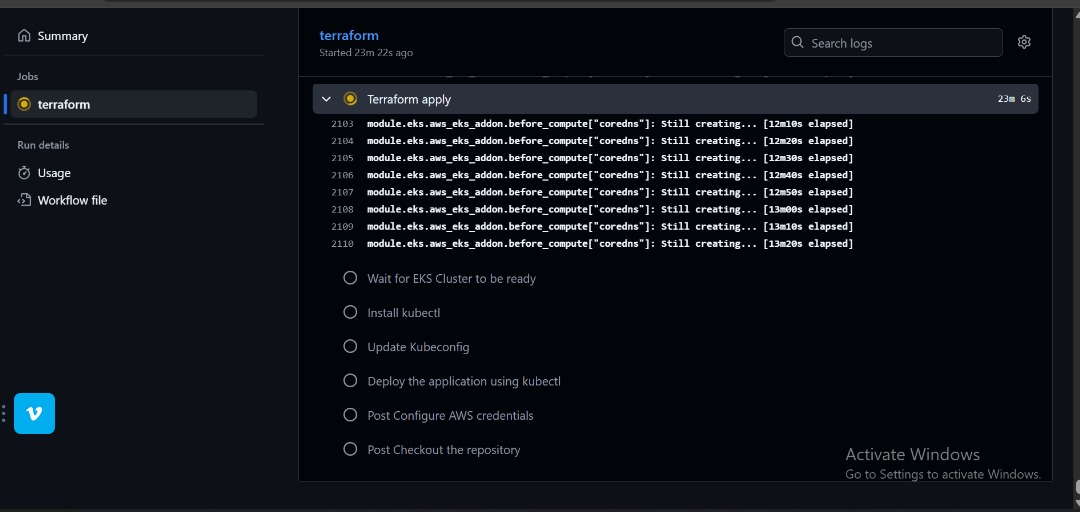 Summary
Jobs
terraform
Run details
Usage
Workflow file
terraform
Started 23m 22s ago
Search logs
Terraform apply 23m 6s
2103 module.eks.aws_eks_addon.before_compute["coredns"]: Still creating... [12m10s elapsed]
2104 module.eks.aws_eks_addon.before_compute["coredns"]: Still creating... [12m20s elapsed]
2105 module.eks.aws_eks_addon.before_compute["coredns"]: Still creating... [12m30s elapsed]
2106 module.eks.aws_eks_addon.before_compute["coredns"]: Still creating... [12m40s elapsed]
2107 module.eks.aws_eks_addon.before_compute["coredns"]: Still creating... [12m50s elapsed]
2108 module.eks.aws_eks_addon.before_compute["coredns"]: Still creating... [13m00s elapsed]
2109 module.eks.aws_eks_addon.before_compute["coredns"]: Still creating... [13m10s elapsed]
2110 module.eks.aws_eks_addon.before_compute["coredns"]: Still creating... [13m20s elapsed]
Wait for EKS Cluster to be ready
Install kubectl
Update Kubeconfig
Deploy the application using kubectl
Post Configure AWS credentials
Post Checkout the repository
Activate Windows
Go to Settings to activate Windows.